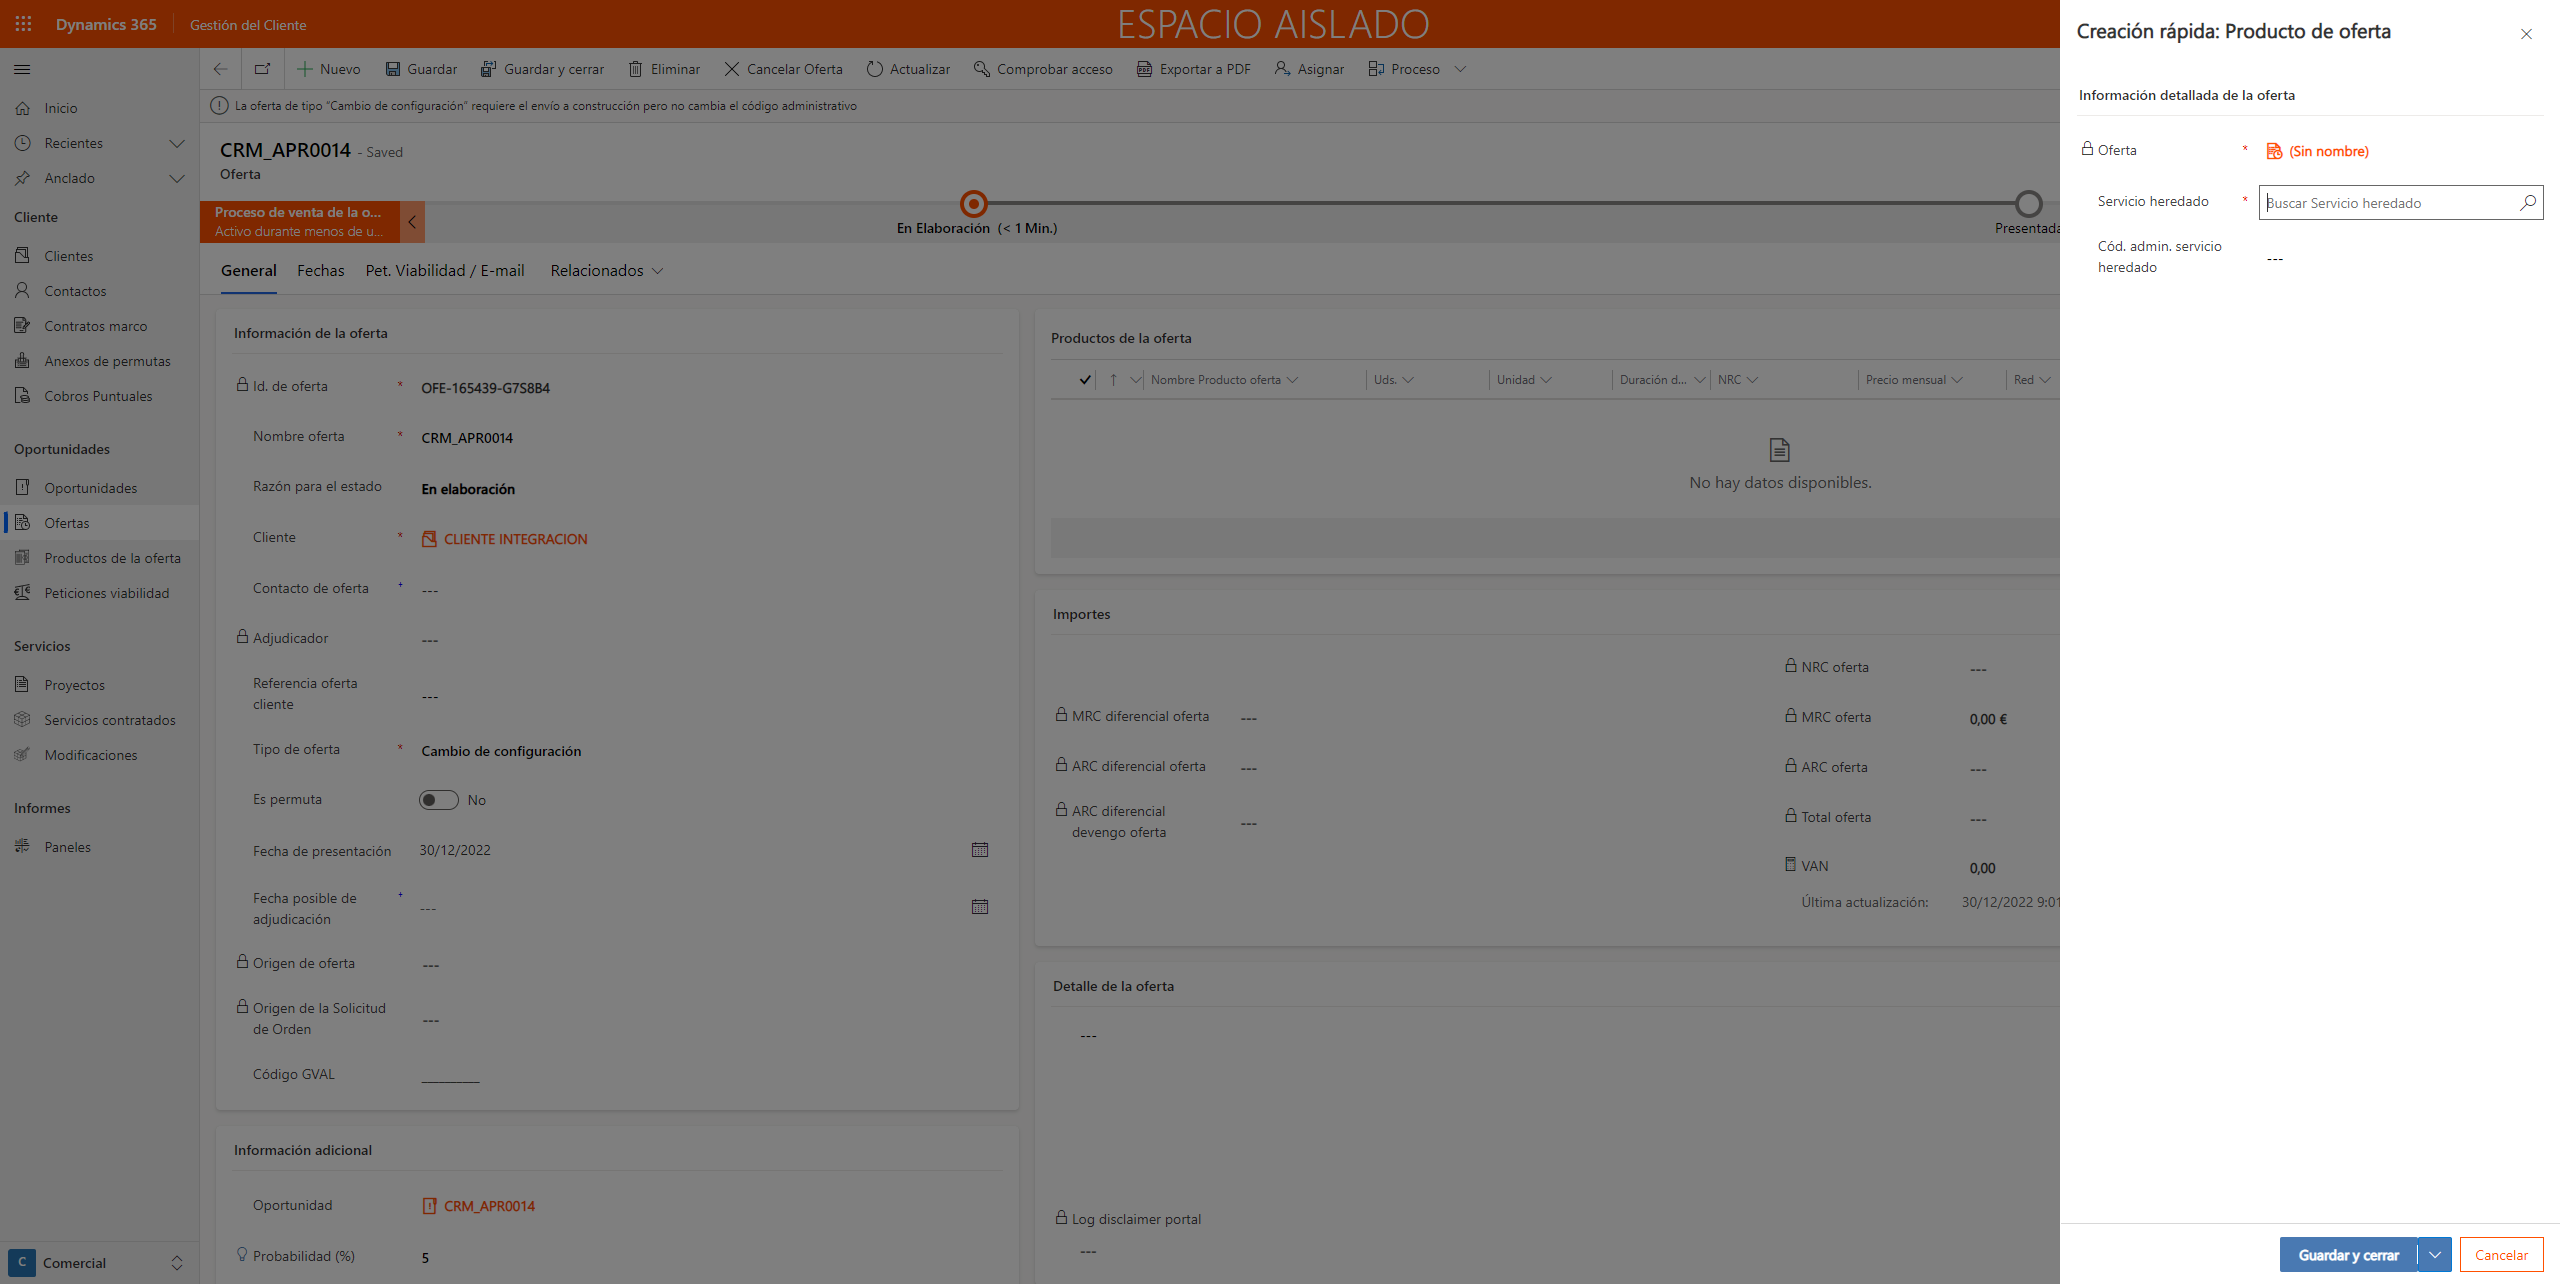 Dynamics 365
Gestión del Cliente
ESPACIO AISLADO
Nuevo
Guardar
Guardar y cerrar
Eliminar
Cancelar Oferta
Actualizar
Comprobar acceso
Exportar a PDF
Asignar
Proceso
La oferta de tipo "Cambio de configuración" requiere el envío a construcción pero no cambia el código administrativo
Inicio
Recientes
Anclado
Cliente
Clientes
Contactos
Contratos marco
Anexos de permutas
Cobros Puntuales
Oportunidades
Oportunidades
Ofertas
Productos de la oferta
Peticiones viabilidad
Servicios
Proyectos
Servicios contratados
Modificaciones
Informes
Paneles
C Comercial
CRM_APR0014 - Saved
Oferta
Proceso de venta de la o...
Activo durante menos de u...
En Elaboración (< 1 Min.)
Presentada
General
Fechas
Pet. Viabilidad / E-mail
Relacionados
Información de la oferta
Id. de oferta * OFE-165439-G7S8B4
Nombre oferta * CRM_APR0014
Razón para el estado En elaboración
Cliente * CLIENTE INTEGRACION
Contacto de oferta + ---
Adjudicador ---
Referencia oferta
cliente ---
Tipo de oferta * Cambio de configuración
Es permuta No
Fecha de presentación 30/12/2022
Fecha posible de
adjudicación + ---
Origen de oferta ---
Origen de la Solicitud
de Orden ---
Código GVAL __________
Información adicional
Oportunidad CRM_APR0014
Probabilidad (%) 5
Productos de la oferta
Nombre Producto oferta
Uds.
Unidad
Duración d...
NRC
Precio mensual
Red
No hay datos disponibles.
Importes
NRC oferta ---
MRC diferencial oferta ---
MRC oferta 0,00 €
ARC diferencial oferta ---
ARC oferta ---
ARC diferencial
devengo oferta ---
Total oferta ---
VAN 0,00
Última actualización: 30/12/2022 9:01
Detalle de la oferta
---
Log disclaimer portal
---
Creación rápida: Producto de oferta
Información detallada de la oferta
Oferta * (Sin nombre)
Servicio heredado * Buscar Servicio heredado
Cód. admin. servicio
heredado ---
Guardar y cerrar
Cancelar